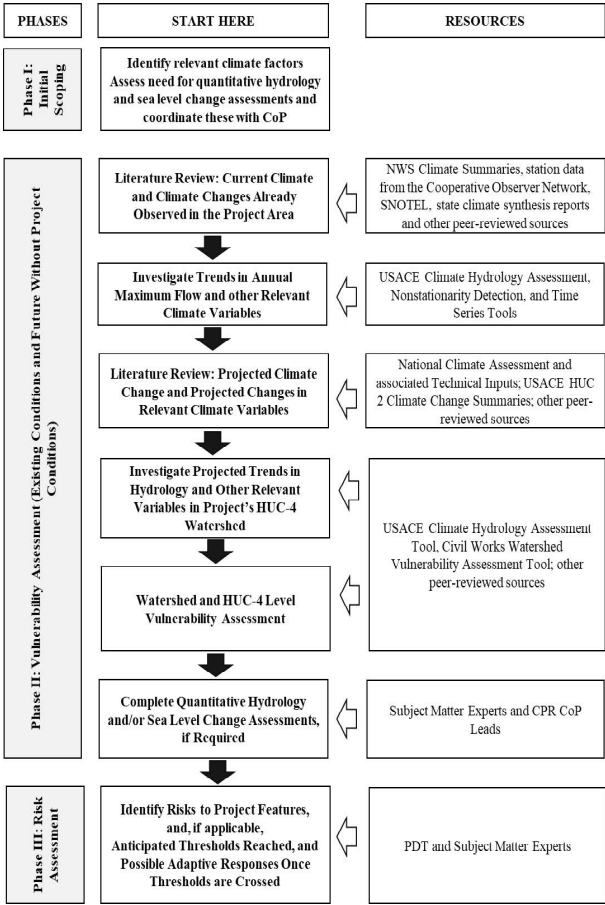 PHASES
START HERE
RESOURCES
Phase I:
Initial
Scoping
Identify relevant climate factors
Assess need for quantitative hydrology
and sea level change assessments and
coordinate these with CoP
Phase II: Vulnerability Assessment (Existing Conditions and Future Without Project
Conditions)
Literature Review: Current Climate
and Climate Changes Already
Observed in the Project Area
NWS Climate Summaries, station data
from the Cooperative Observer Network,
SNOTEL, state climate synthesis reports
and other peer-reviewed sources
Investigate Trends in Annual
Maximum Flow and other Relevant
Climate Variables
USACE Climate Hydrology Assessment,
Nonstationarity Detection, and Time
Series Tools
Literature Review: Projected Climate
Change and Projected Changes in
Relevant Climate Variables
National Climate Assessment and
associated Technical Inputs; USACE HUC
2 Climate Change Summaries; other peer-
reviewed sources
Investigate Projected Trends in
Hydrology and Other Relevant
Variables in Project's HUC-4
Watershed
USACE Climate Hydrology Assessment
Tool, Civil Works Watershed
Vulnerability Assessment Tool; other
peer-reviewed sources
Watershed and HUC-4 Level
Vulnerability Assessment
Complete Quantitative Hydrology
and/or Sea Level Change Assessments,
if Required
Subject Matter Experts and CPR CoP
Leads
Phase III: Risk
Assessment
Identify Risks to Project Features,
and, if applicable,
Anticipated Thresholds Reached, and
Possible Adaptive Responses Once
Thresholds are Crossed
PDT and Subject Matter Experts